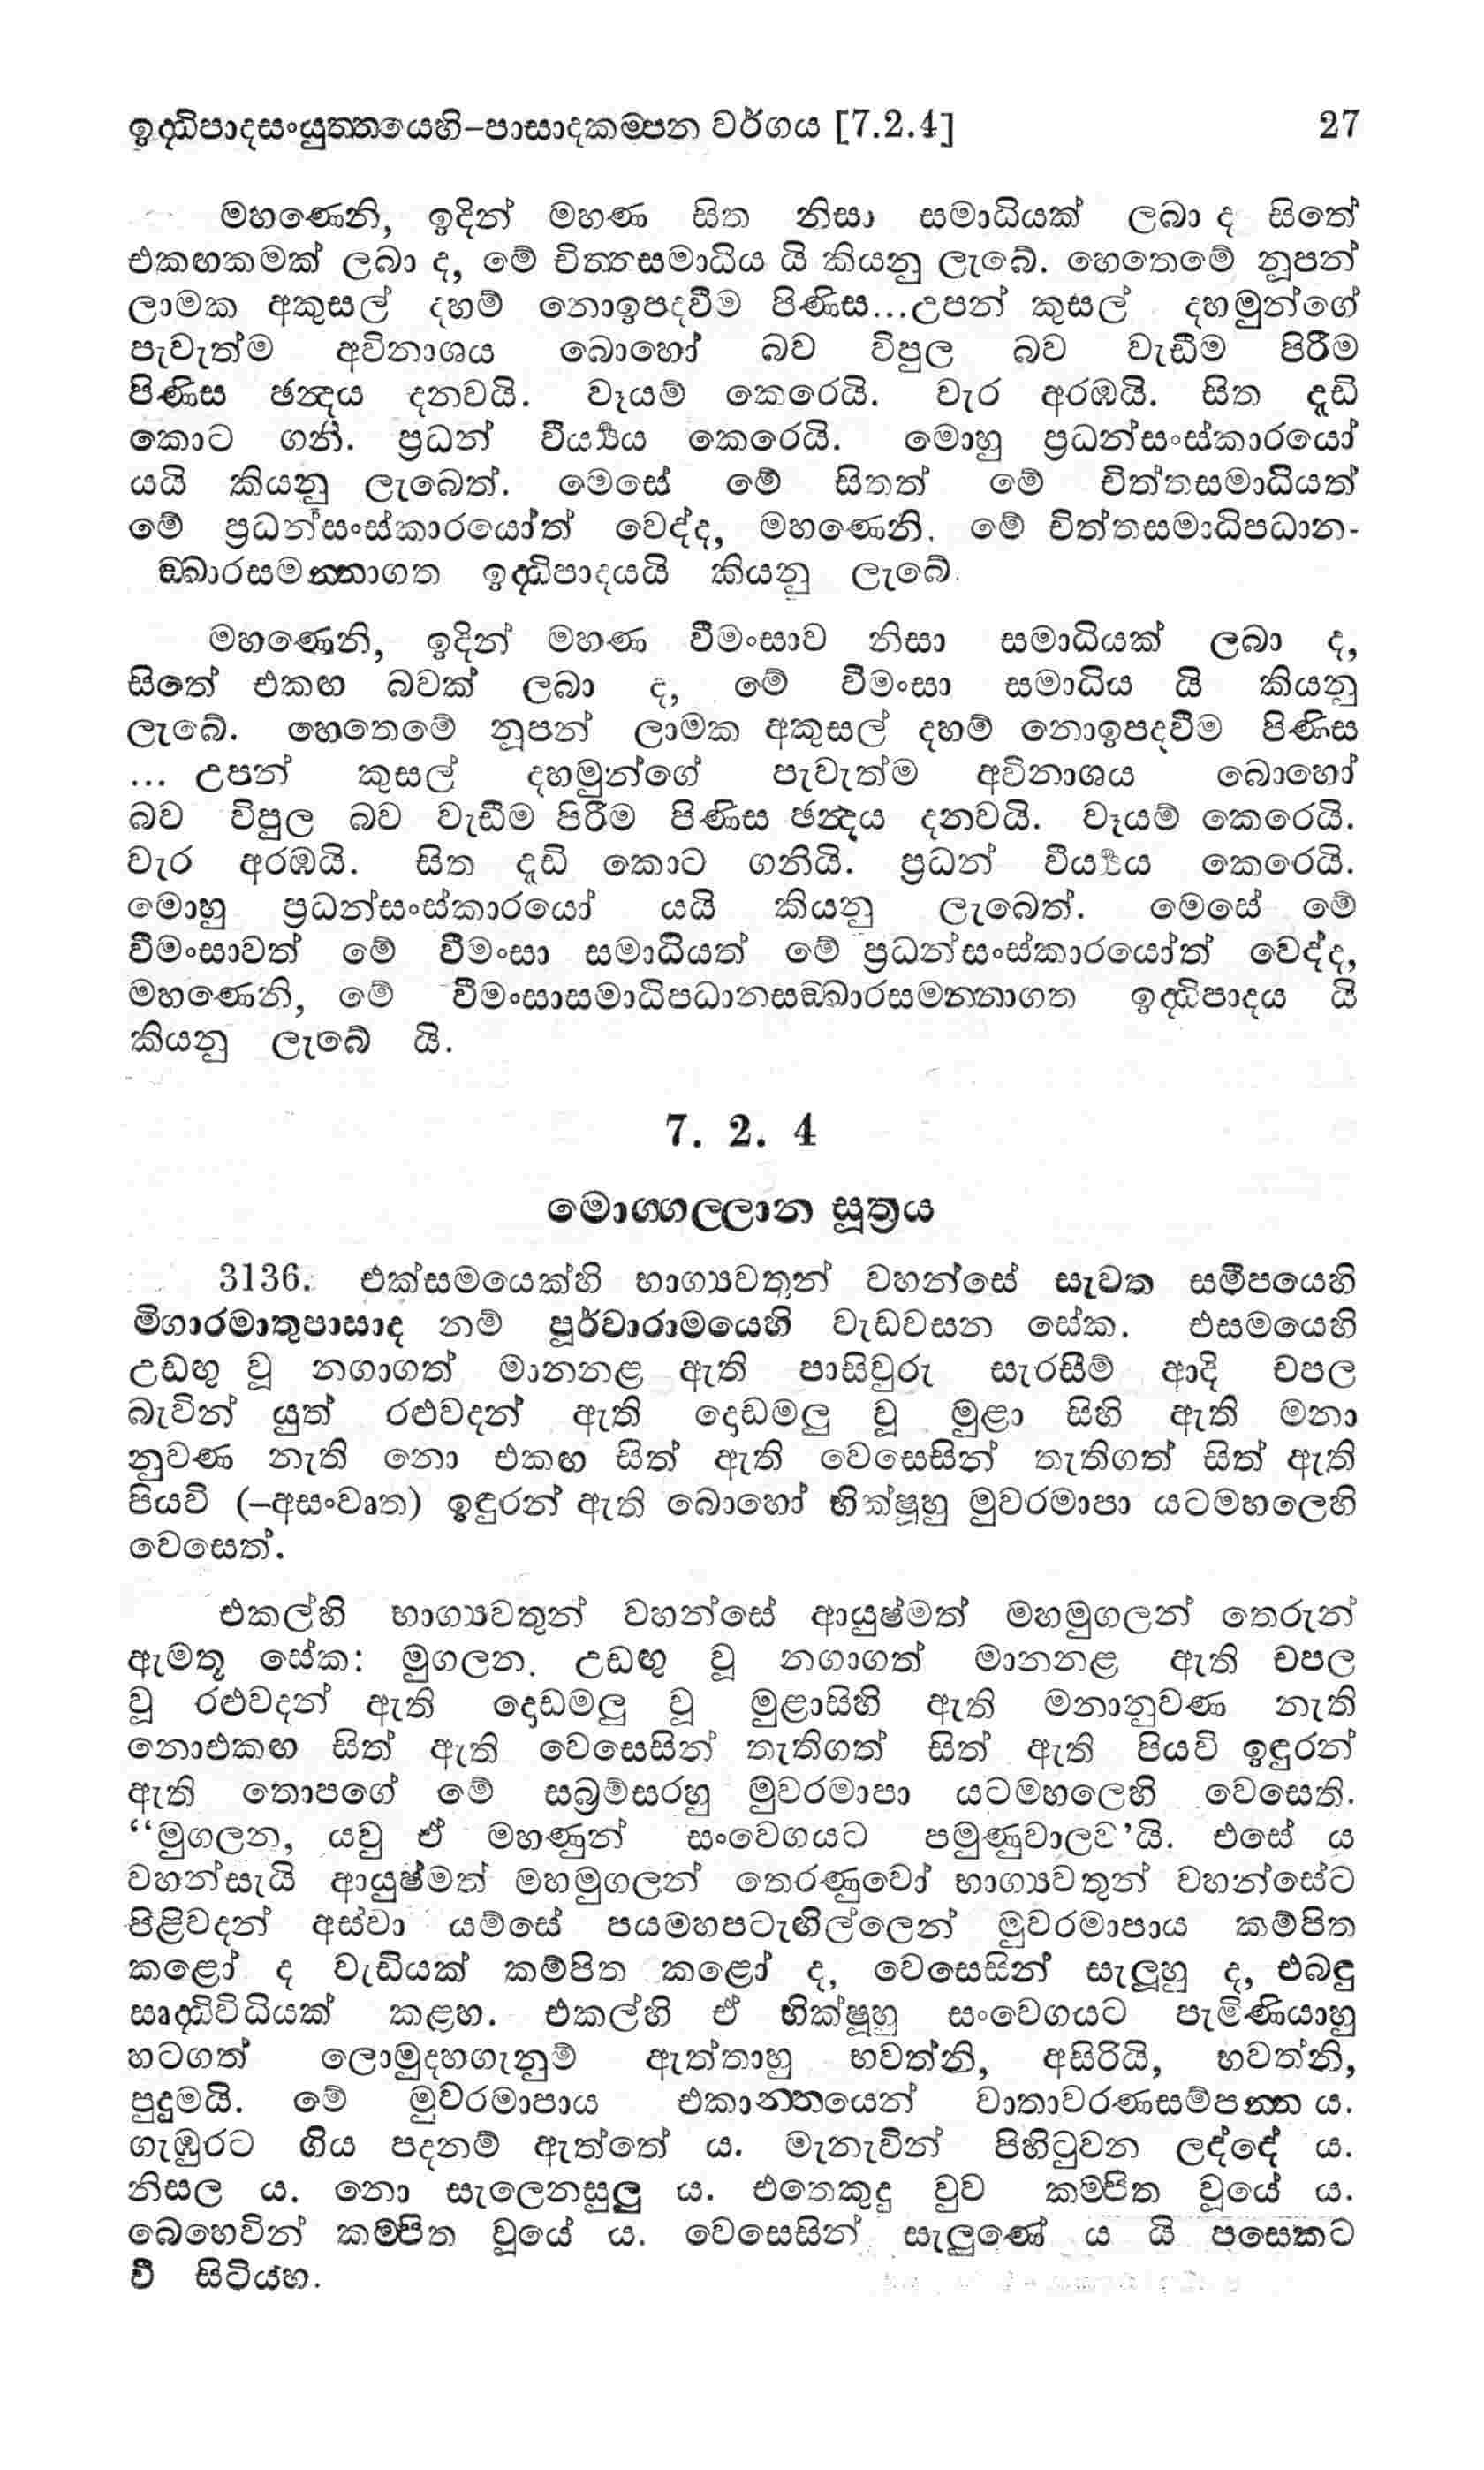 ඉද්ධිපාදසංයුත්තයෙහි–පාසාදකම්පන වර්ගය [7.2.4] 27
මහණෙනි, ඉදින් මහණ සිත නිසා සමාධියක් ලබා ද සිතේ
එකඟකමක් ලබා ද, මේ චිත්තසමාධිය යි කියනු ලැබේ. හෙතෙමේ නූපන්
ලාමක අකුසල් දහම් නොඉපදවීම පිණිස...උපන් කුසල් දහමුන්ගේ
පැවැත්ම අවිනාශය බොහෝ බව විපුල බව වැඩීම පිරීම
පිණිස ඡන්දය දනවයි. වෑයම් කෙරෙයි. වැර අරඹයි. සිත දැඩි
කොට ගනී. ප්‍රධන් වීර්‍ය්‍යය කෙරෙයි. මොහු ප්‍රධන්සංස්කාරයෝ
යයි කියනු ලැබෙත්. මෙසේ මේ සිතත් මේ චිත්තසමාධියත්
මේ ප්‍රධන්සංස්කාරයෝත් වෙද්ද, මහණෙනි. මේ චිත්තසමාධිපධාන-
ඞ්ඛාරසමන්නාගත ඉද්ධිපාදයයි කියනු ලැබේ.
මහණෙනි, ඉදින් මහණ වීමංසාව නිසා සමාධියක් ලබා ද,
සිතේ එකඟ බවක් ලබා ද, මේ වීමංසා සමාධිය යි කියනු
ලැබේ. හෙතෙමේ නූපන් ලාමක අකුසල් දහම් නොඉපදවීම පිණිස
... උපන් කුසල් දහමුන්ගේ පැවැත්ම අවිනාශය බොහෝ
බව විපුල බව වැඩීම පිරීම පිණිස ඡන්දය දනවයි. වෑයම් කෙරෙයි.
වැර අරඹයි. සිත දැඩි කොට ගනියි. ප්‍රධන් වීර්‍ය්‍යය කෙරෙයි.
මොහු ප්‍රධන්සංස්කාරයෝ යයි කියනු ලැබෙත්. මෙසේ මේ
වීමංසාවත් මේ වීමංසා සමාධියත් මේ ප්‍රධන්සංස්කාරයෝත් වෙද්ද,
මහණෙනි, මේ වීමංසාසමාධිපධානසඞ්ඛාරසමන්නාගත ඉද්ධිපාදය යි
කියනු ලැබේ යි.
7. 2. 4
මොග්ගල්ලාන සූත්‍රය
3136. එක්සමයෙක්හි භාග්‍යවතුන් වහන්සේ සැවත සමීපයෙහි
මිගාරමාතුපාසාද නම් පූර්වාරාමයෙහි වැඩවසන සේක. එසමයෙහි
උඩඟු වූ නගාගත් මානනළ ඇති පාසිවුරු සැරසීම් ආදි චපල
බැවින් යුත් රළුවදන් ඇති දොඩමලු වූ මුළා සිහි ඇති මනා
නුවණ නැති නො එකඟ සිත් ඇති වෙසෙසින් තැතිගත් සිත් ඇති
පියවි (–අසංවෘත) ඉඳුරන් ඇති බොහෝ භික්ෂූහු මුවරමාපා යටමහලෙහි
වෙසෙත්.
එකල්හි භාග්‍යවතුන් වහන්සේ ආයුෂ්මත් මහමුගලන් තෙරුන්
ඇමතූ සේක: මුගලන. උඩඟු වූ නගාගත් මානනළ ඇති චපල
වූ රළුවදන් ඇති දොඩමලු වූ මුළාසිහි ඇති මනානුවණ නැති
නොඑකඟ සිත් ඇති වෙසෙසින් තැතිගත් සිත් ඇති පියවි ඉඳුරන්
ඇති තොපගේ මේ සබ්‍රම්සරහු මුවරමාපා යටමහලෙහි වෙසෙති.
“මුගලන, යවු ඒ මහණුන් සංවෙගයට පමුණුවාලව’යි. එසේ ය
වහන්සැයි ආයුෂ්මත් මහමුගලන් තෙරණුවෝ භාග්‍යවතුන් වහන්සේට
පිළිවදන් අස්වා යම්සේ පයමහපටැඟිල්ලෙන් මුවරමාපාය කම්පිත
කළෝ ද වැඩියක් කම්පිත කළෝ ද, වෙසෙසින් සැලූහු ද, එබඳු
ඍද්ධිවිධියක් කළහ. එකල්හි ඒ භික්ෂූහු සංවෙගයට පැමිණියාහු
හටගත් ලොමුදහගැනුම් ඇත්තාහු භවත්නි, අසිරියි, භවත්නි,
පුදුමයි. මේ මුවරමාපාය එකාන්තයෙන් වාතාවරණසම්පන්න ය.
ගැඹුරට ගිය පදනම් ඇත්තේ ය. මැනැවින් පිහිටුවන ලද්දේ ය.
නිසල ය. නො සැලෙනසුලු ය. එතෙකුදු වුව කම්පිත වූයේ ය.
බෙහෙවින් කම්පිත වූයේ ය. වෙසෙසින් සැලුණේ ය යි පසෙකට
වී සිටියහ.